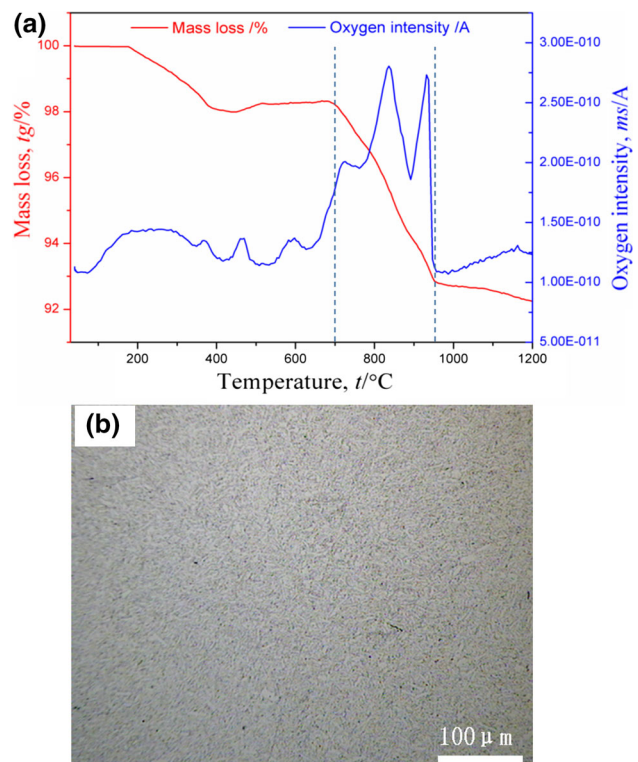 (a)
Mass loss /% Oxygen intensity /A
100
98
96
94
92
Mass loss, tg/%
3.00E-010
2.50E-010
2.00E-010
1.50E-010
1.00E-010
5.00E-011
Oxygen intensity, ms/A
200 400 600 800 1000 1200
Temperature, t/°C
(b)
100 μm